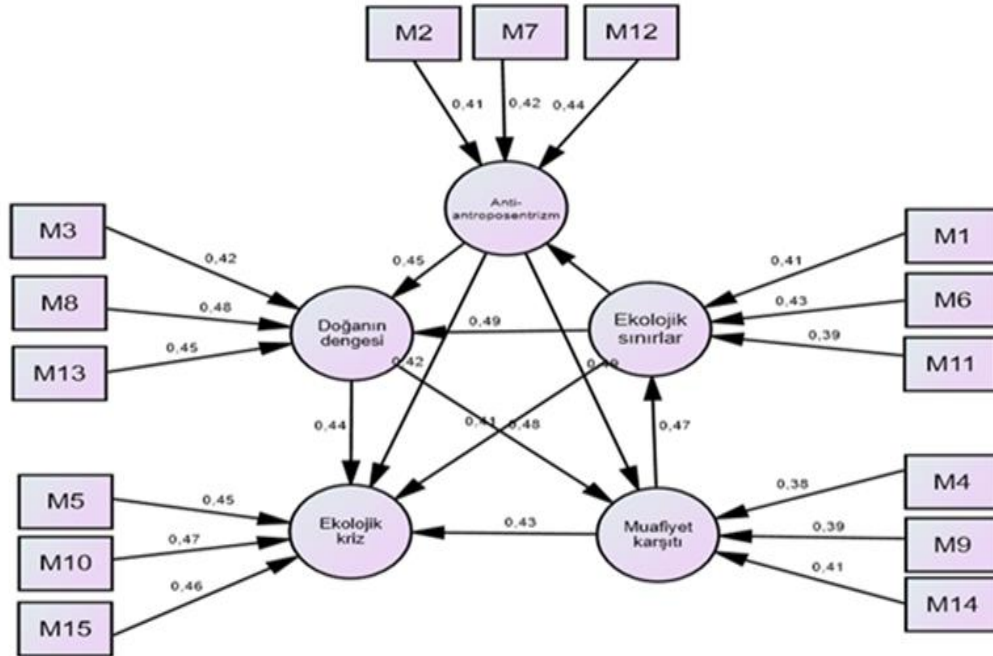 M2
M7
M12
0,41
0,42
0,44
Anti-
antroposentrizm
M3
M8
M13
0,42
0,48
0,45
0,45
Doğanın
dengesi
0,49
Ekolojik
sınırlar
M1
M6
M11
0,41
0,43
0,39
0,42
0,44
0,41
0,48
0,47
M5
M10
M15
0,45
0,47
0,46
Ekolojik
kriz
0,43
Muafiyet
karşıtı
M4
M9
M14
0,38
0,39
0,41